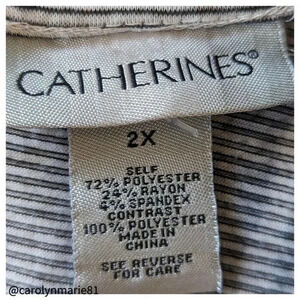 CATHERINES®
2X
SELF
72% POLYESTER
24% RAYON
4% SPANDEX
CONTRAST
100% POLYESTER
MADE IN
CHINA
SEE REVERSE
FOR CARE
@carolynmarie81